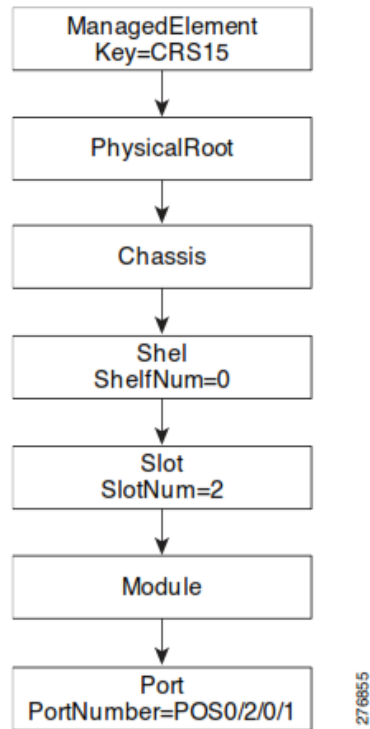 ManagedElement
Key=CRS15
PhysicalRoot
Chassis
Shel
ShelfNum=0
Slot
SlotNum=2
Module
Port
PortNumber=POS0/2/0/1
276855